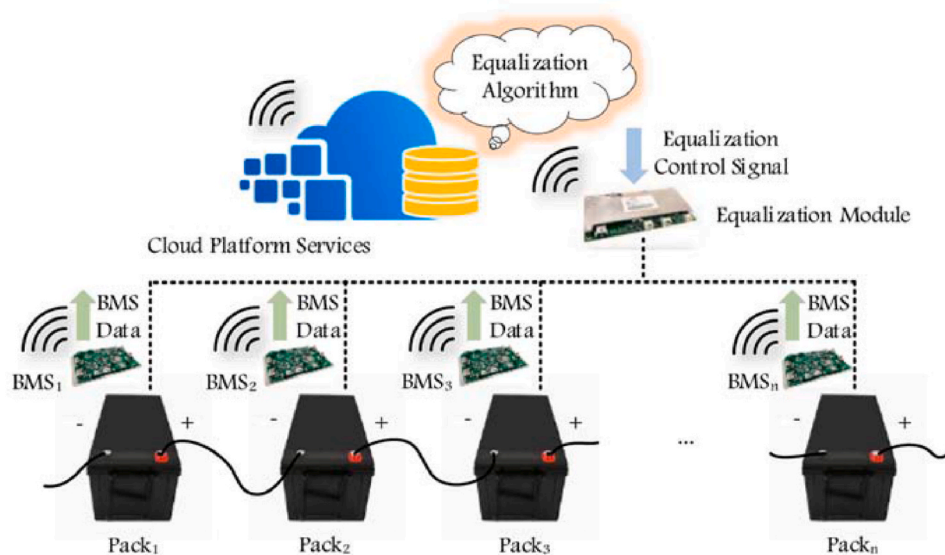 Equalization
Algorithm
Equalization
Control Signal
Equalization Module
Cloud Platform Services
BMS
Data
BMS
Data
BMS
Data
BMS
Data
BMS₁
BMS₂
BMS₃
BMSₙ
- +
- +
- +
...
- +
Pack₁
Pack₂
Pack₃
Packₙ